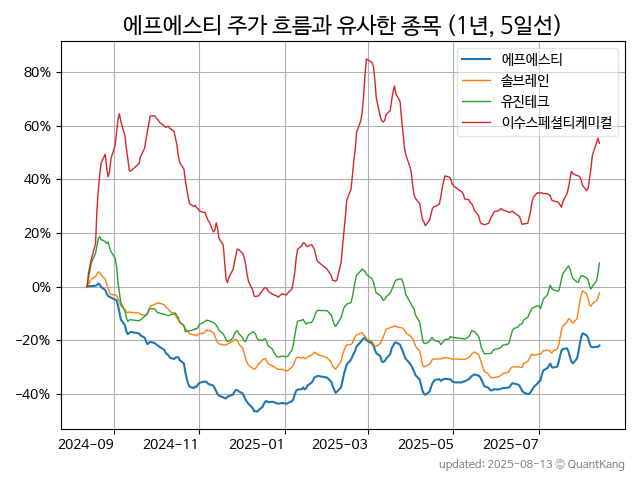 에프에스티 주가 흐름과 유사한 종목 (1년, 5일선)
에프에스티
솔브레인
유진테크
이수스페셜티케미컬
80%
60%
40%
20%
0%
−20%
−40%
2024-09 2024-11 2025-01 2025-03 2025-05 2025-07
updated: 2025-08-13 © QuantKang